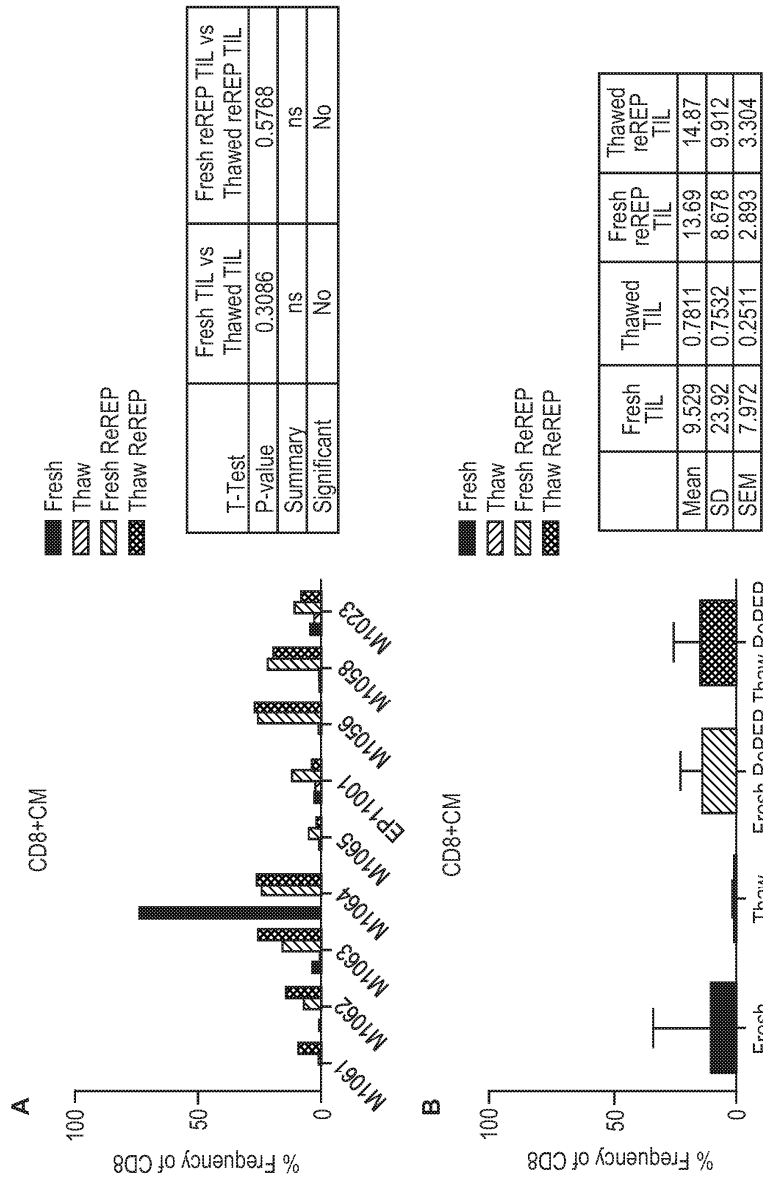 A
CD8+CM
% Frequency of CD8
100
50
0
M1061
M1062
M1063
M1064
M1065
EP11001
M1056
M1058
M1023
Fresh
Thaw
Fresh ReREP
Thaw ReREP
T-Test Fresh TIL vs Thawed TIL Fresh reREP TIL vs Thawed reREP TIL
P-value 0.3086 0.5768
Summary ns ns
Significant No No
B
CD8+CM
% Frequency of CD8
100
50
0
Fresh Thaw Fresh ReREP Thaw ReREP
Fresh
Thaw
Fresh ReREP
Thaw ReREP
Fresh TIL Thawed TIL Fresh reREP TIL Thawed reREP TIL
Mean 9.529 0.7811 13.69 14.87
SD 23.92 0.7532 8.678 9.912
SEM 7.972 0.2511 2.893 3.304